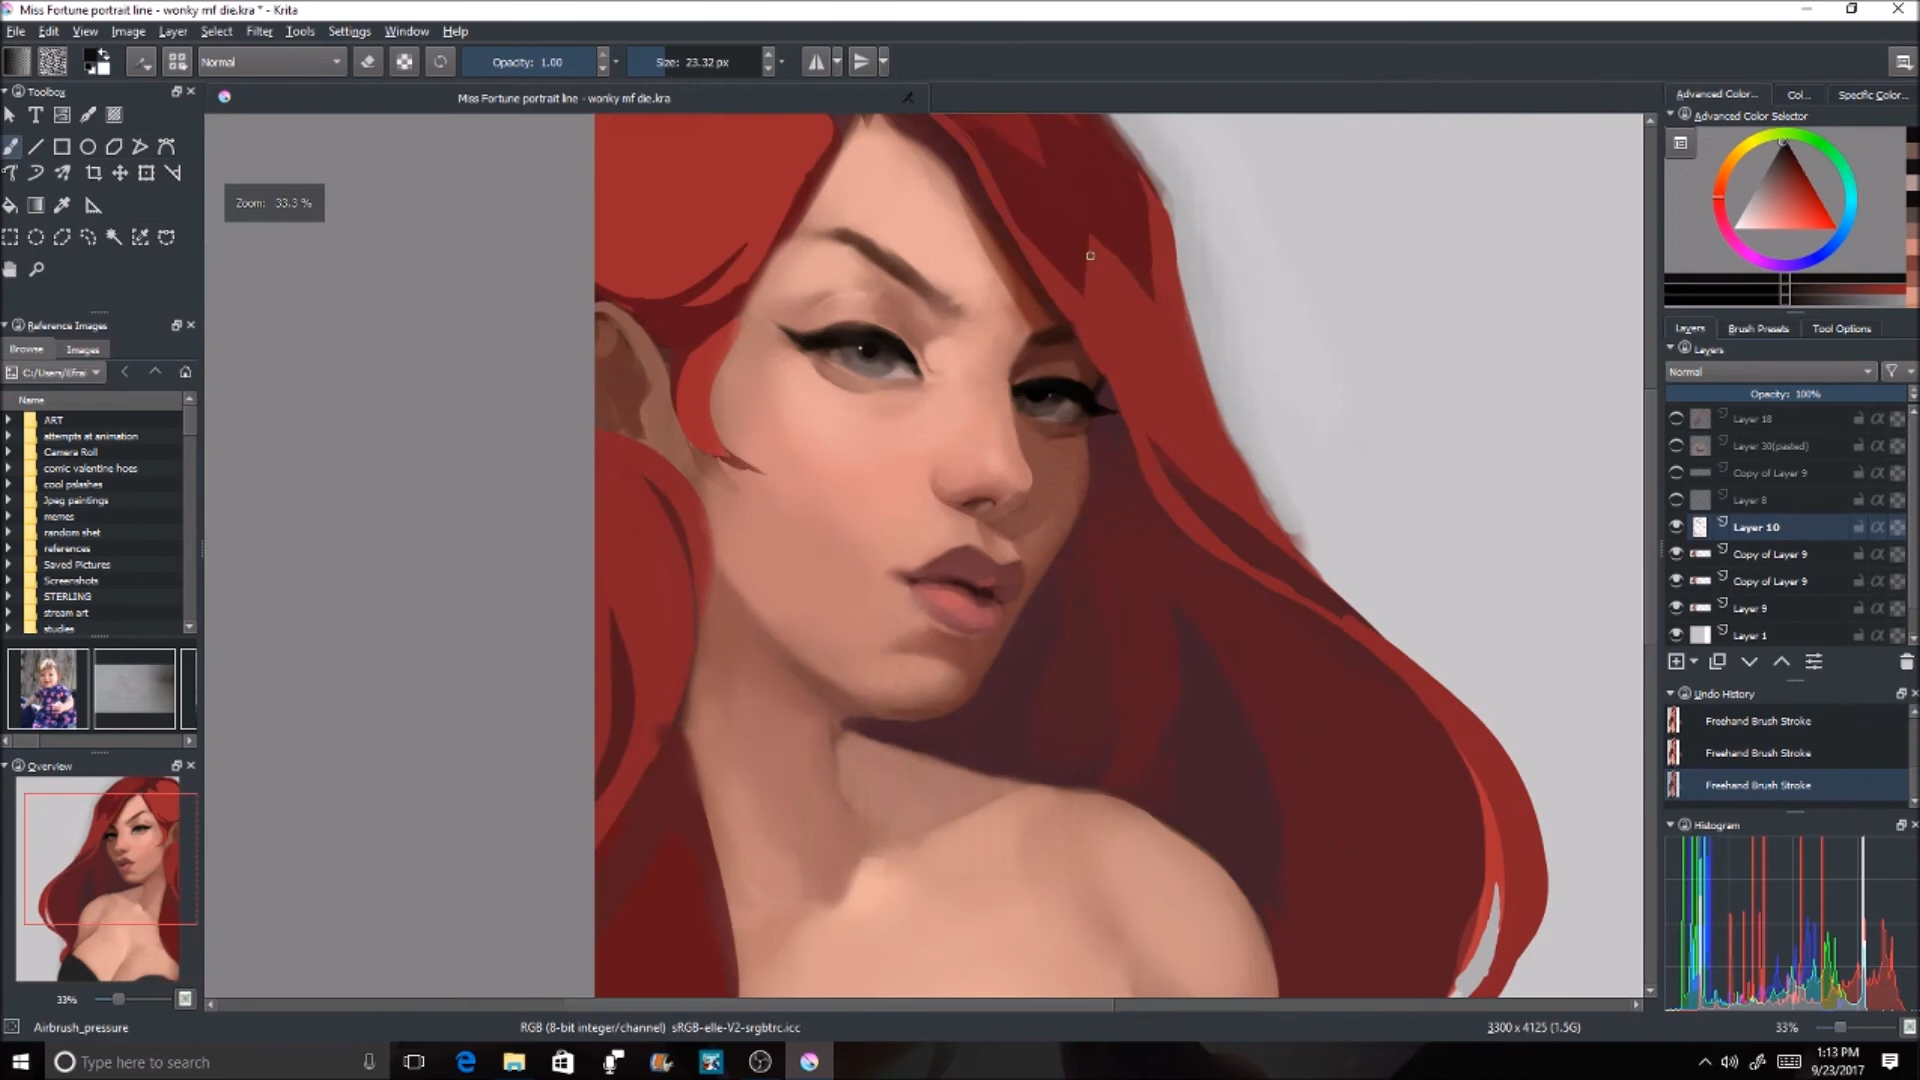 Miss Fortune portrait line - wonky mf die.kra * - Krita
File Edit View Image Layer Select Filter Tools Settings Window Help
Normal Opacity: 1.00 Size: 23.32 px
Toolbox
Miss Fortune portrait line - wonky mf die.kra
Advanced Color... Col... Specific Color...
Advanced Color Selector
Zoom: 33.3 %
Reference Images
Browse Images
Name
ART
attempts at animation
Camera Roll
comic valentine hoes
cool pslashes
Jpeg paintings
memes
random shet
references
Saved Pictures
Screenshots
STERLING
stream art
studies
Overview
33%
Layers Brush Presets Tool Options
Layers
Normal
Opacity: 100%
Layer 18
Layer 30(pasted)
Copy of Layer 9
Layer 8
Layer 10
Copy of Layer 9
Copy of Layer 9
Layer 9
Layer 1
Undo History
Freehand Brush Stroke
Freehand Brush Stroke
Freehand Brush Stroke
Histogram
Airbrush_pressure
RGB (8-bit integer/channel) sRGB-elle-V2-srgbtrc.icc
3300 x 4125 (1.5G)
33%
Type here to search
1:13 PM
9/23/2017